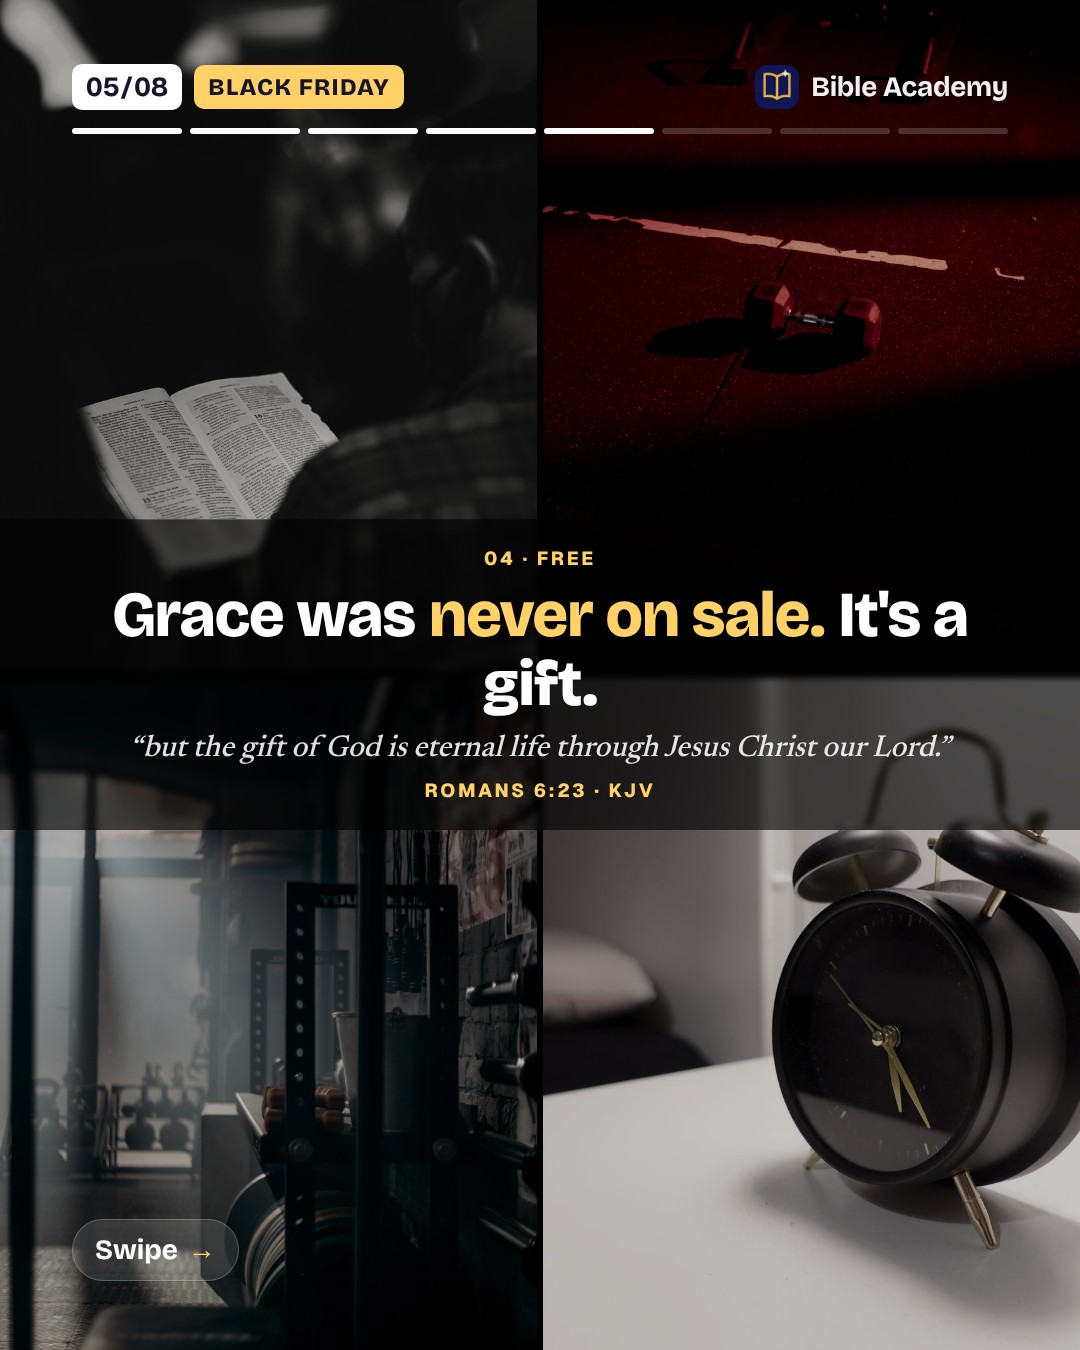 05/08
BLACK FRIDAY
Bible Academy
04 · FREE
Grace was never on sale. It's a
gift.
“but the gift of God is eternal life through Jesus Christ our Lord.”
ROMANS 6:23 · KJV
Swipe →